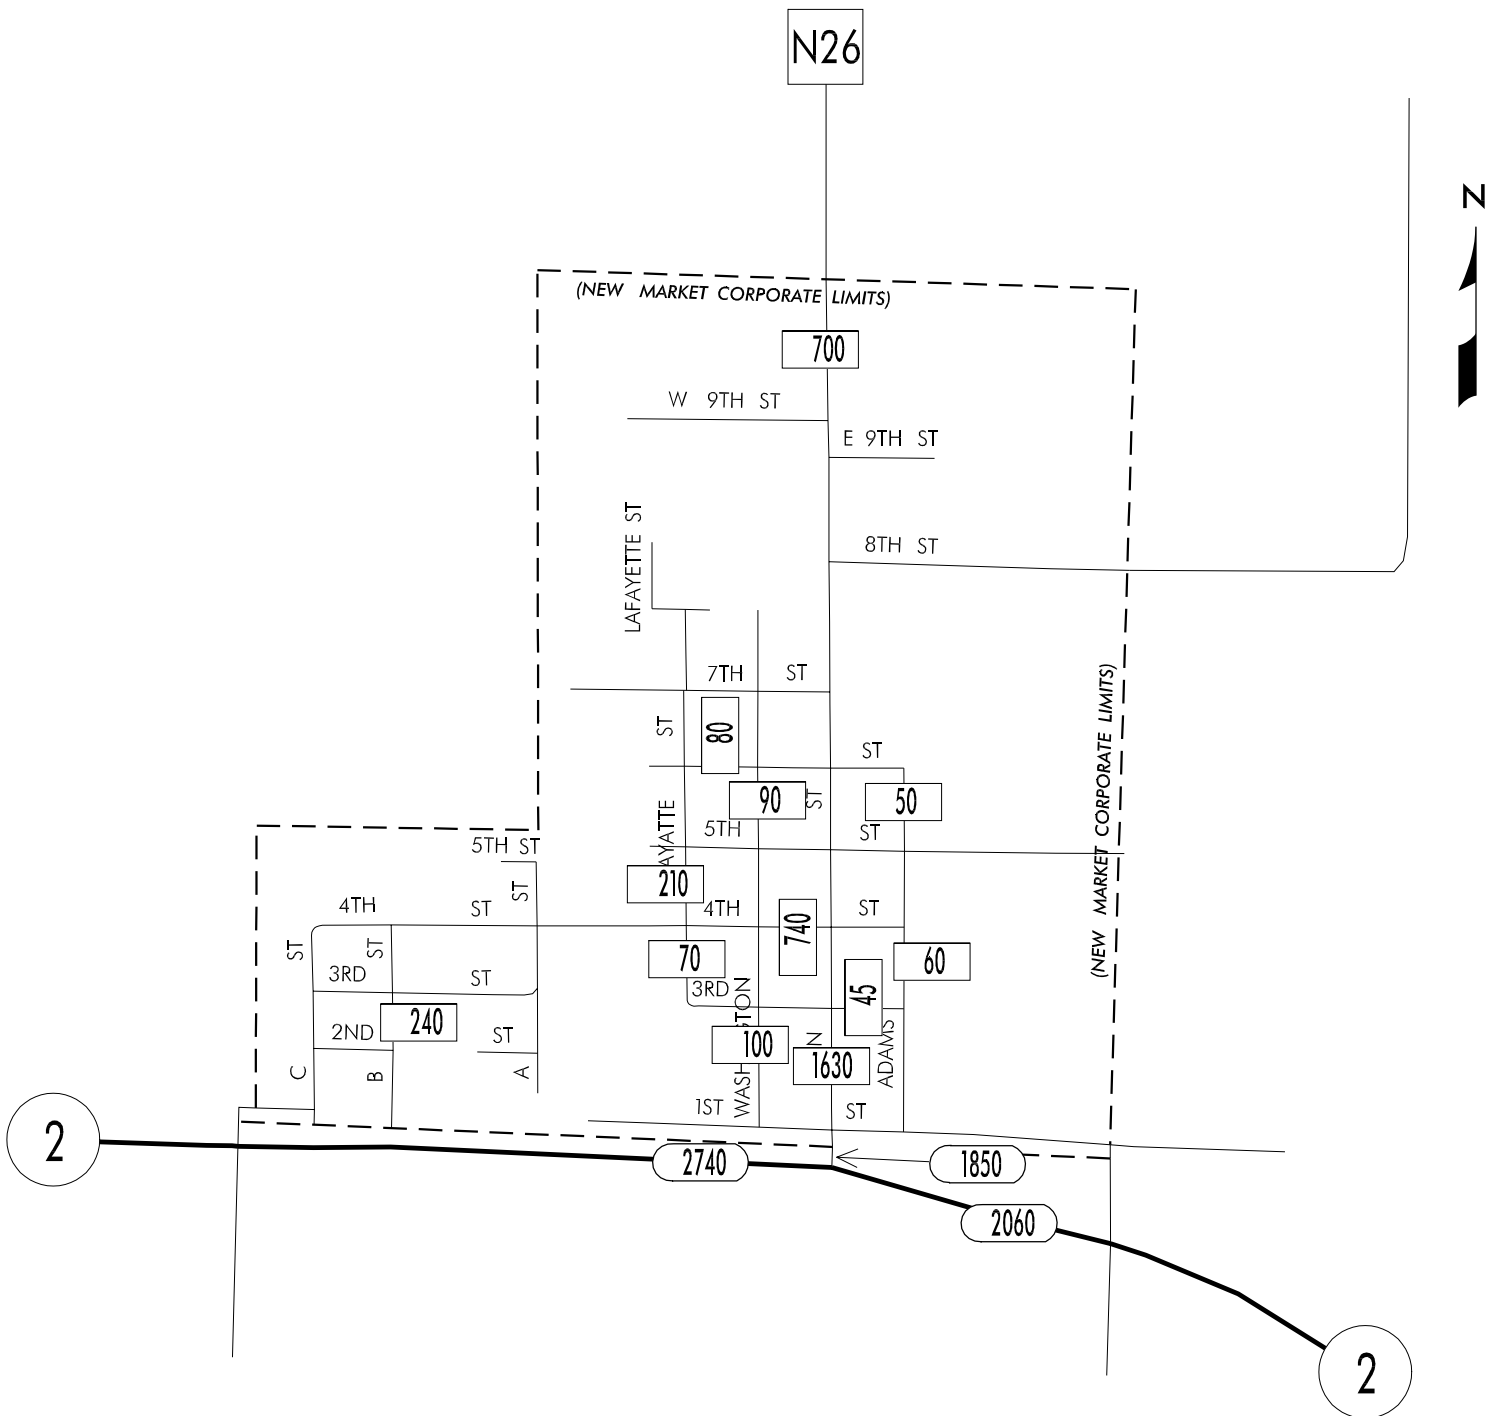 N26
N
(NEW MARKET CORPORATE LIMITS)
700
W 9TH ST
E 9TH ST
LAFAYETTE ST
8TH ST
7TH ST
ST
80
ST
90
ST
50
(NEW MARKET CORPORATE LIMITS)
AYATTE
5TH ST
5TH ST
210
ST
4TH ST
4TH ST
740
ST
ST
70
60
3RD ST
3RD
45
WASH
STON
240
2ND ST
100
N
1630
ADAMS
C
B
A
1ST ST
2
2740
1850
2060
2